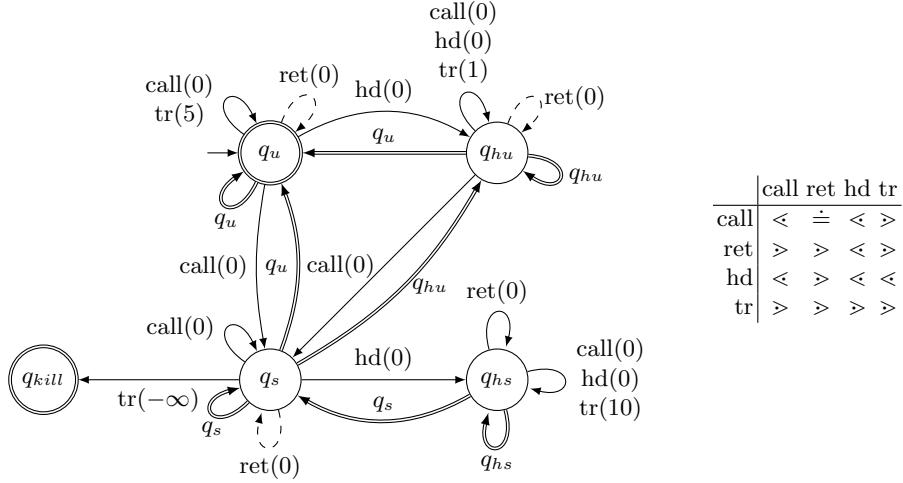 call(0)
hd(0)
tr(1)
call(0)
tr(5)
ret(0)
hd(0)
ret(0)
q_u
q_u
q_hu
q_hu
q_u
call(0)
q_u
call(0)
q_hu
call(0)
ret(0)
q_kill
tr(−∞)
q_s
hd(0)
q_hs
call(0)
hd(0)
tr(10)
q_s
q_s
ret(0)
q_hs
call ret hd tr
call ⋖ ≐ ⋖ ⋗
ret ⋗ ⋗ ⋖ ⋗
hd ⋖ ⋗ ⋖ ⋖
tr ⋗ ⋗ ⋗ ⋗